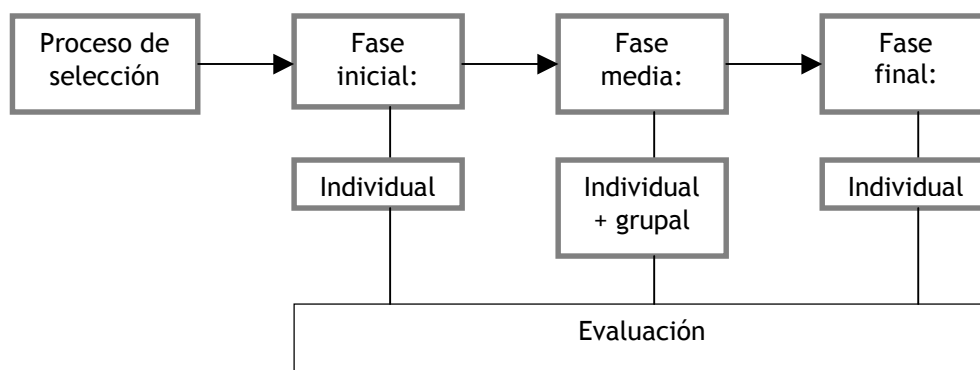 Proceso de
selección
Fase
inicial:
Fase
media:
Fase
final:
Individual
Individual
+ grupal
Individual
Evaluación